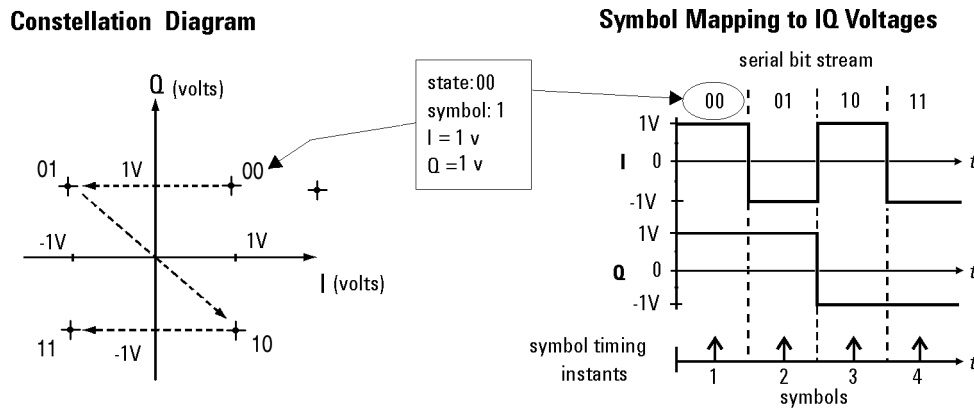 Constellation Diagram
Symbol Mapping to IQ Voltages
Q (volts)
01
1V
00
-1V
1V
I (volts)
11
-1V
10
state: 00
symbol: 1
I = 1 v
Q = 1 v
serial bit stream
00 01 10 11
1V
I 0 t
-1V
1V
Q 0 t
-1V
symbol timing
instants
t
1 2 3 4
symbols